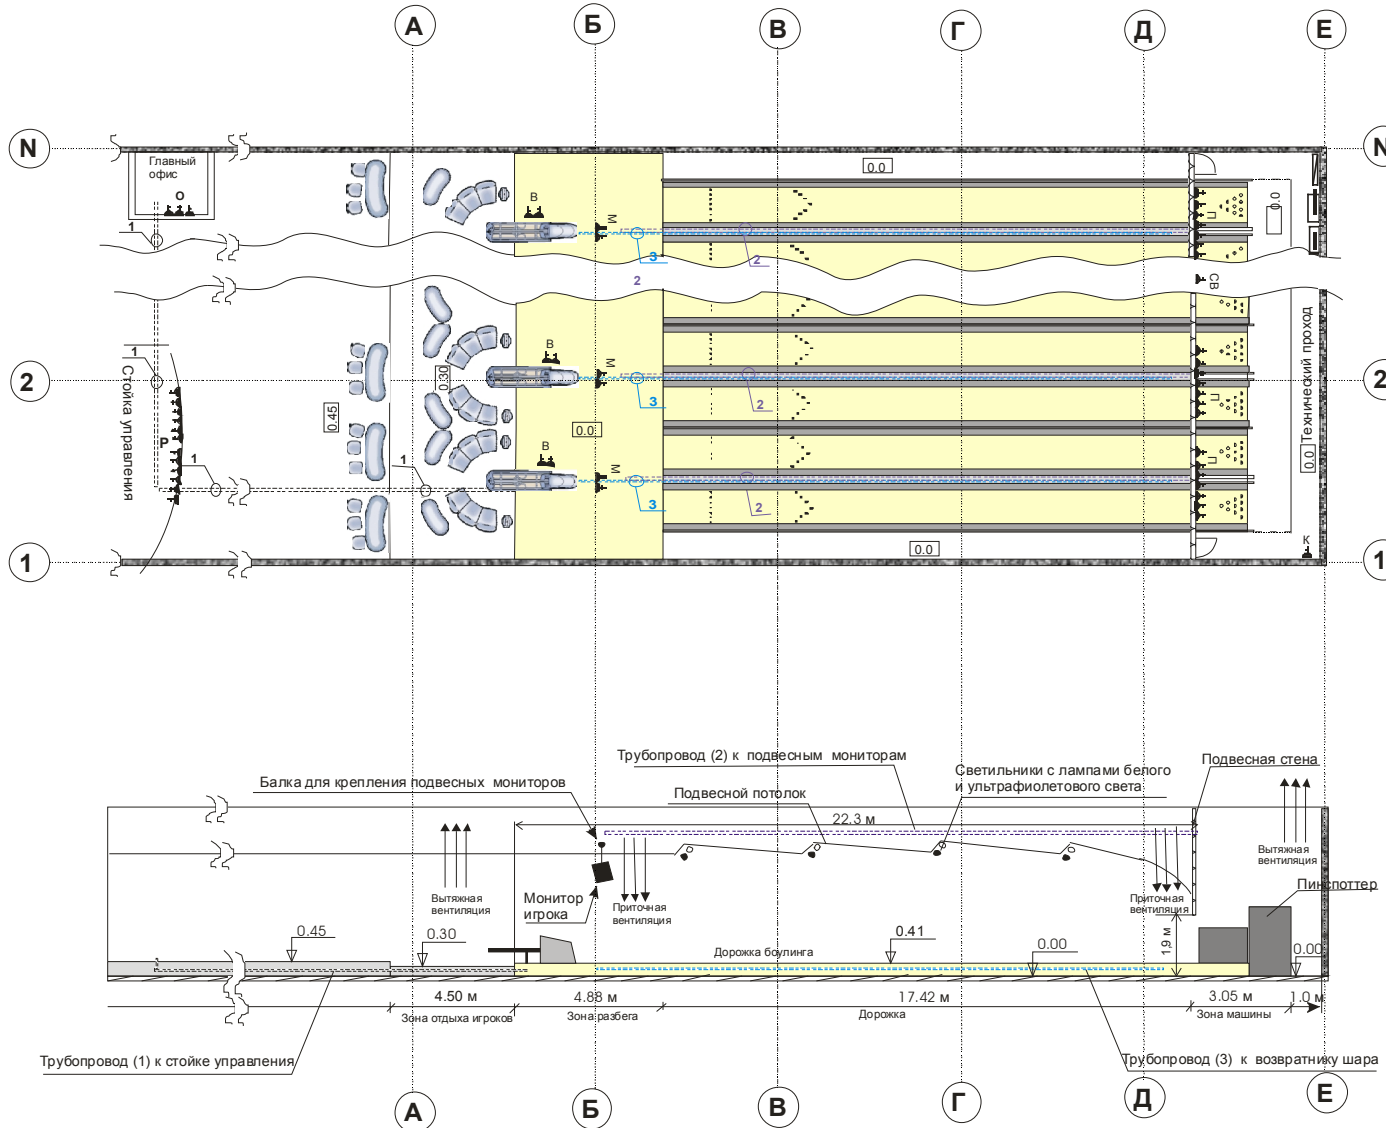 А
Б
В
Г
Д
Е
N
N
Главный
офис
О
1
В
М
0.0
П
0.0
3
2
2
СВ
Технический проход
1
Стойка управления
Р
1
0.45
0.30
1
В
М
3
2
П
0.0
В
М
3
2
П
0.0
0.0
К
2
2
1
1
Трубопровод (2) к подвесным мониторам
Подвесная стена
Балка для крепления подвесных мониторов
Светильники с лампами белого
и ультрафиолетового света
Подвесной потолок
22.3 м
Вытяжная
вентиляция
Вытяжная
вентиляция
Монитор
игрока
Приточная
вентиляция
Приточная
вентиляция
Пинспоттер
0.45
0.30
0.41
0.00
0.00
1,9 м
Дорожка боулинга
4.50 м
4.88 м
17.42 м
3.05 м
1.0 м
Зона отдыха игроков
Зона разбега
Дорожка
Зона машины
Трубопровод (1) к стойке управления
Трубопровод (3) к возвратнику шара
А
Б
В
Г
Д
Е